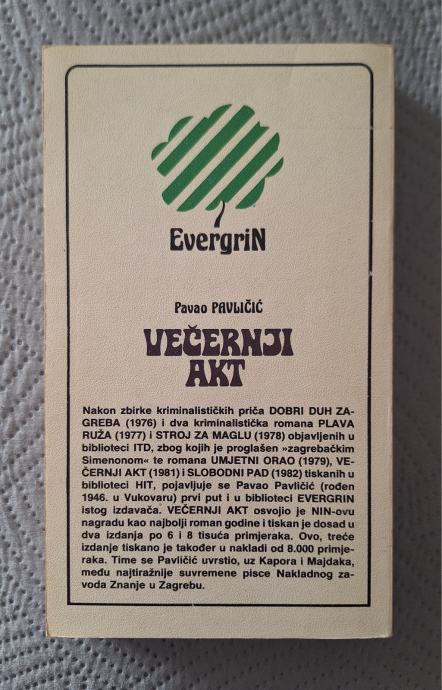 EvergriN
Pavao PAVLIČIĆ
VEČERNJI
AKT
Nakon zbirke kriminalističkih priča DOBRI DUH ZA-
GREBA (1976) i dva kriminalistička romana PLAVA
RUŽA (1977) i STROJ ZA MAGLU (1978) objavljenih u
biblioteci ITD, zbog kojih je proglašen »zagrebačkim
Simenonom« te romana UMJETNI ORAO (1979), VE-
ČERNJI AKT (1981) i SLOBODNI PAD (1982) tiskanih u
biblioteci HIT, pojavljuje se Pavao Pavličić (rođen
1946. u Vukovaru) prvi put i u biblioteci EVERGRIN
istog izdavača. VEČERNJI AKT osvojio je NIN-ovu
nagradu kao najbolji roman godine i tiskan je dosad u
dva izdanja po 6 i 8 tisuća primjeraka. Ovo, treće
izdanje tiskano je također u nakladi od 8.000 primje-
raka. Time se Pavličić uvrstio, uz Kapora i Majdaka,
među najtiražnije suvremene pisce Nakladnog za-
voda Znanje u Zagrebu.